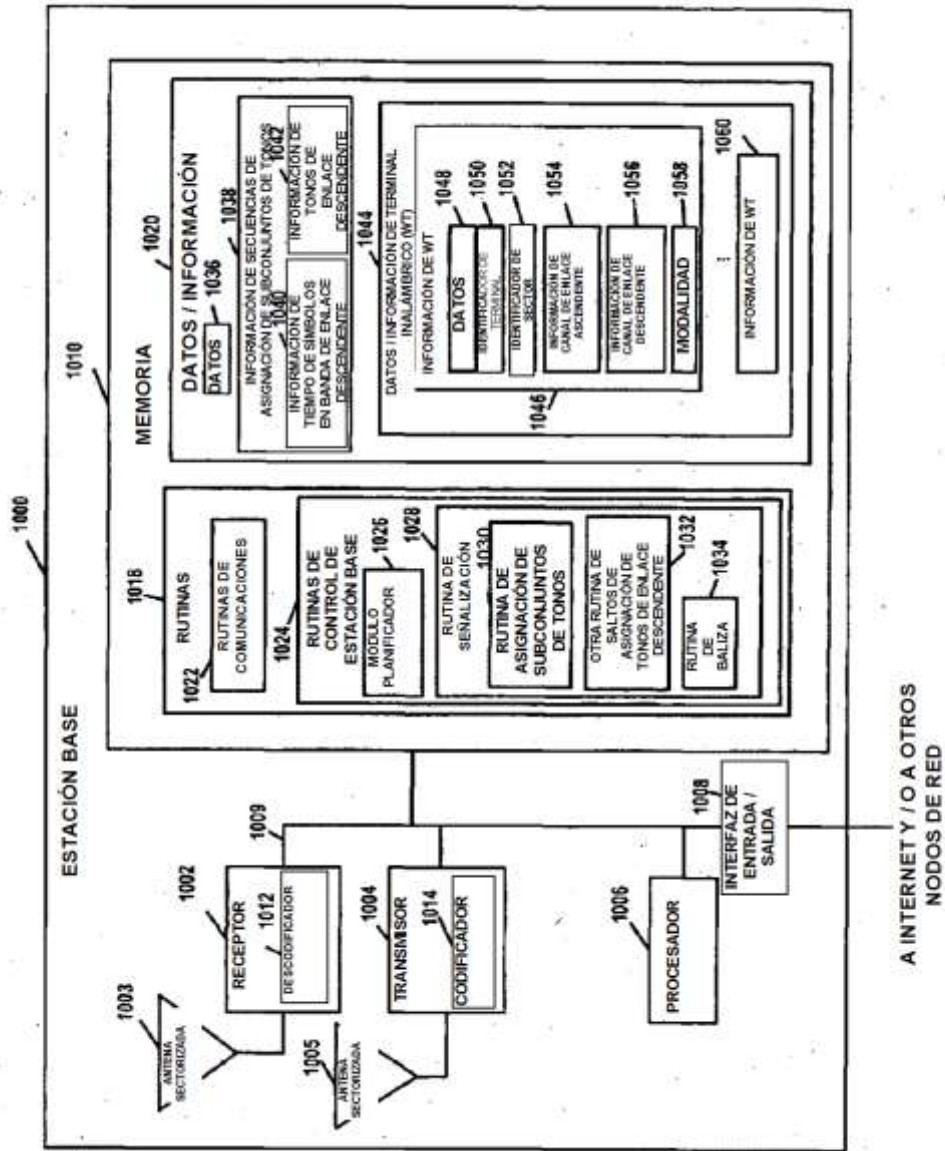 1000
ESTACIÓN BASE
1003
ANTENA
SECTORIZADA
1002
RECEPTOR
1012
DESCODIFICADOR
1009
1005
ANTENA
SECTORIZADA
1004
TRANSMISOR
1014
CODIFICADOR
1006
PROCESADOR
1008
INTERFAZ DE
ENTRADA /
SALIDA
A INTERNET Y / O A OTROS
NODOS DE RED
1010
MEMORIA
1018
RUTINAS
1022
RUTINAS DE
COMUNICACIONES
1024
RUTINAS DE
CONTROL DE
ESTACIÓN BASE
1026
MODULO
PLANIFICADOR
1028
RUTINA DE
SEÑALIZACIÓN
1030
RUTINA DE
ASIGNACIÓN DE
SUBCONJUNTOS
DE TONOS
1032
OTRA RUTINA DE
SALTOS DE
ASIGNACIÓN DE
TONOS DE ENLACE
DESCENDENTE
1034
RUTINA
DE
BALIZA
1020
DATOS / INFORMACIÓN
DATOS
1036
1038
INFORMACIÓN DE SECUENCIAS DE
ASIGNACIÓN DE SUBCONJUNTOS DE TONOS
1040
INFORMACIÓN DE
TIEMPO DE SÍMBOLOS
EN BANDA DE ENLACE
DESCENDENTE
1042
INFORMACIÓN DE
TONOS DE
ENLACE
DESCENDENTE
1044
DATOS / INFORMACIÓN DE TERMINAL
INALÁMBRICO (WT)
INFORMACIÓN DE WT
1046
DATOS
1048
IDENTIFICADOR DE
TERMINAL
1050
IDENTIFICADOR DE
SECTOR
1052
INFORMACIÓN DE
CANAL DE ENLACE
ASCENDENTE
1054
INFORMACION DE
CANAL DE ENLACE
DESCENDENTE
1056
MODALIDAD
1058
INFORMACIÓN DE WT
1060